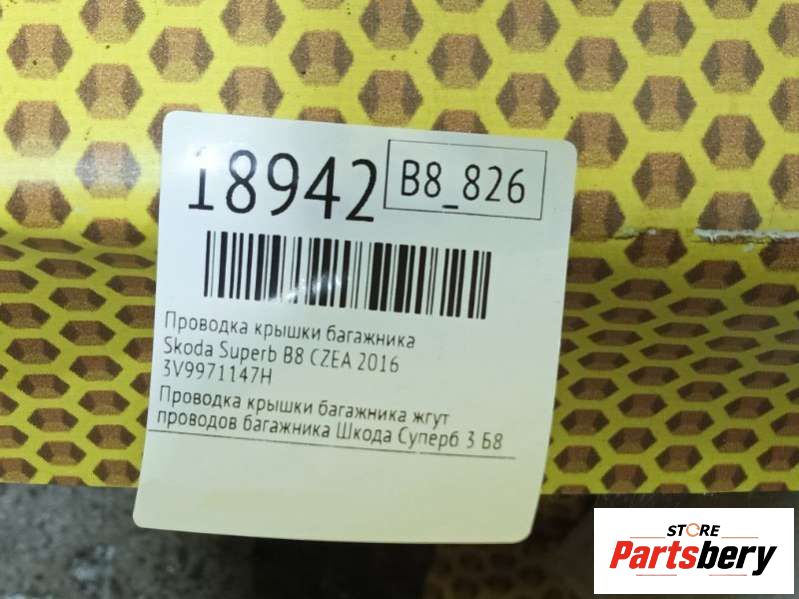 18942
B8_826
Проводка крышки багажника
Skoda Superb B8 CZEA 2016
3V9971147H
Проводка крышки багажника жгут
проводов багажника Шкода Суперб 3 Б8
STORE
Partsbery